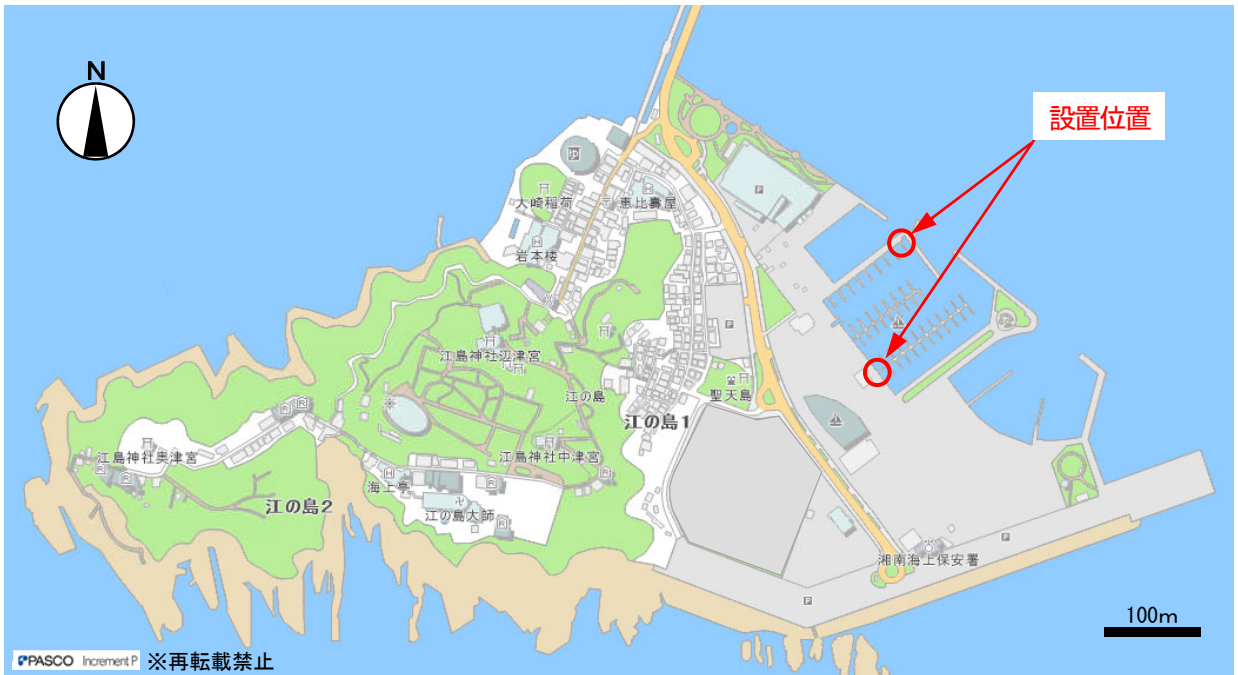 N
設置位置
ゆ
P
大崎稲荷
H
恵比壽屋
H
岩本楼
P
江島神社辺津宮
江の島
聖天島
江の島1
R
R
江島神社奥津宮
R
R
江島神社中津宮
R
H
海上亭
R
江の島2
江の島大師
R
湘南海上保安署
P
P
100m
PASCO Increment P ※再転載禁止